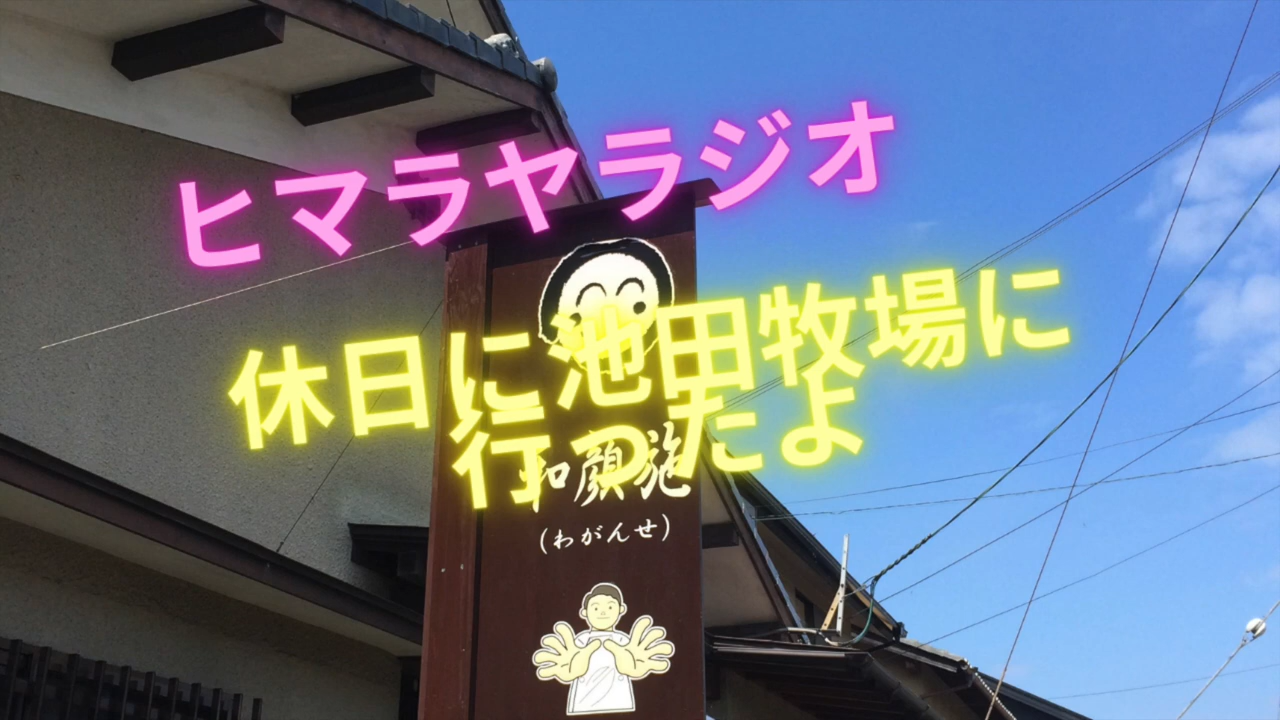 ヒマラヤラジオ
休日に池田牧場に
行ったよ
和顔施
(わがんせ)